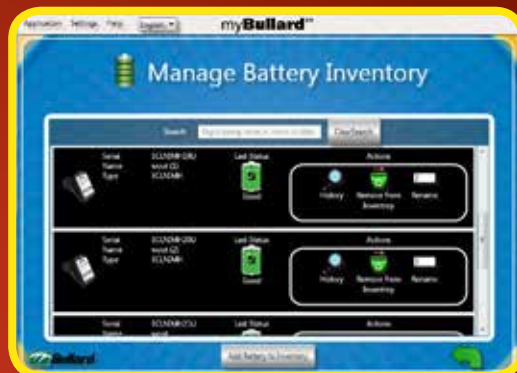 Application Settings Help English
myBullard
Manage Battery Inventory
Search Clear Search
Serial
Name
Type
Last Status
Good
Actions
History Remove From Inventory Rename
Serial
Name
Type
Last Status
Good
Actions
History Remove From Inventory Rename
Serial
Name
Last Status
Actions
Bullard
Add Battery to Inventory